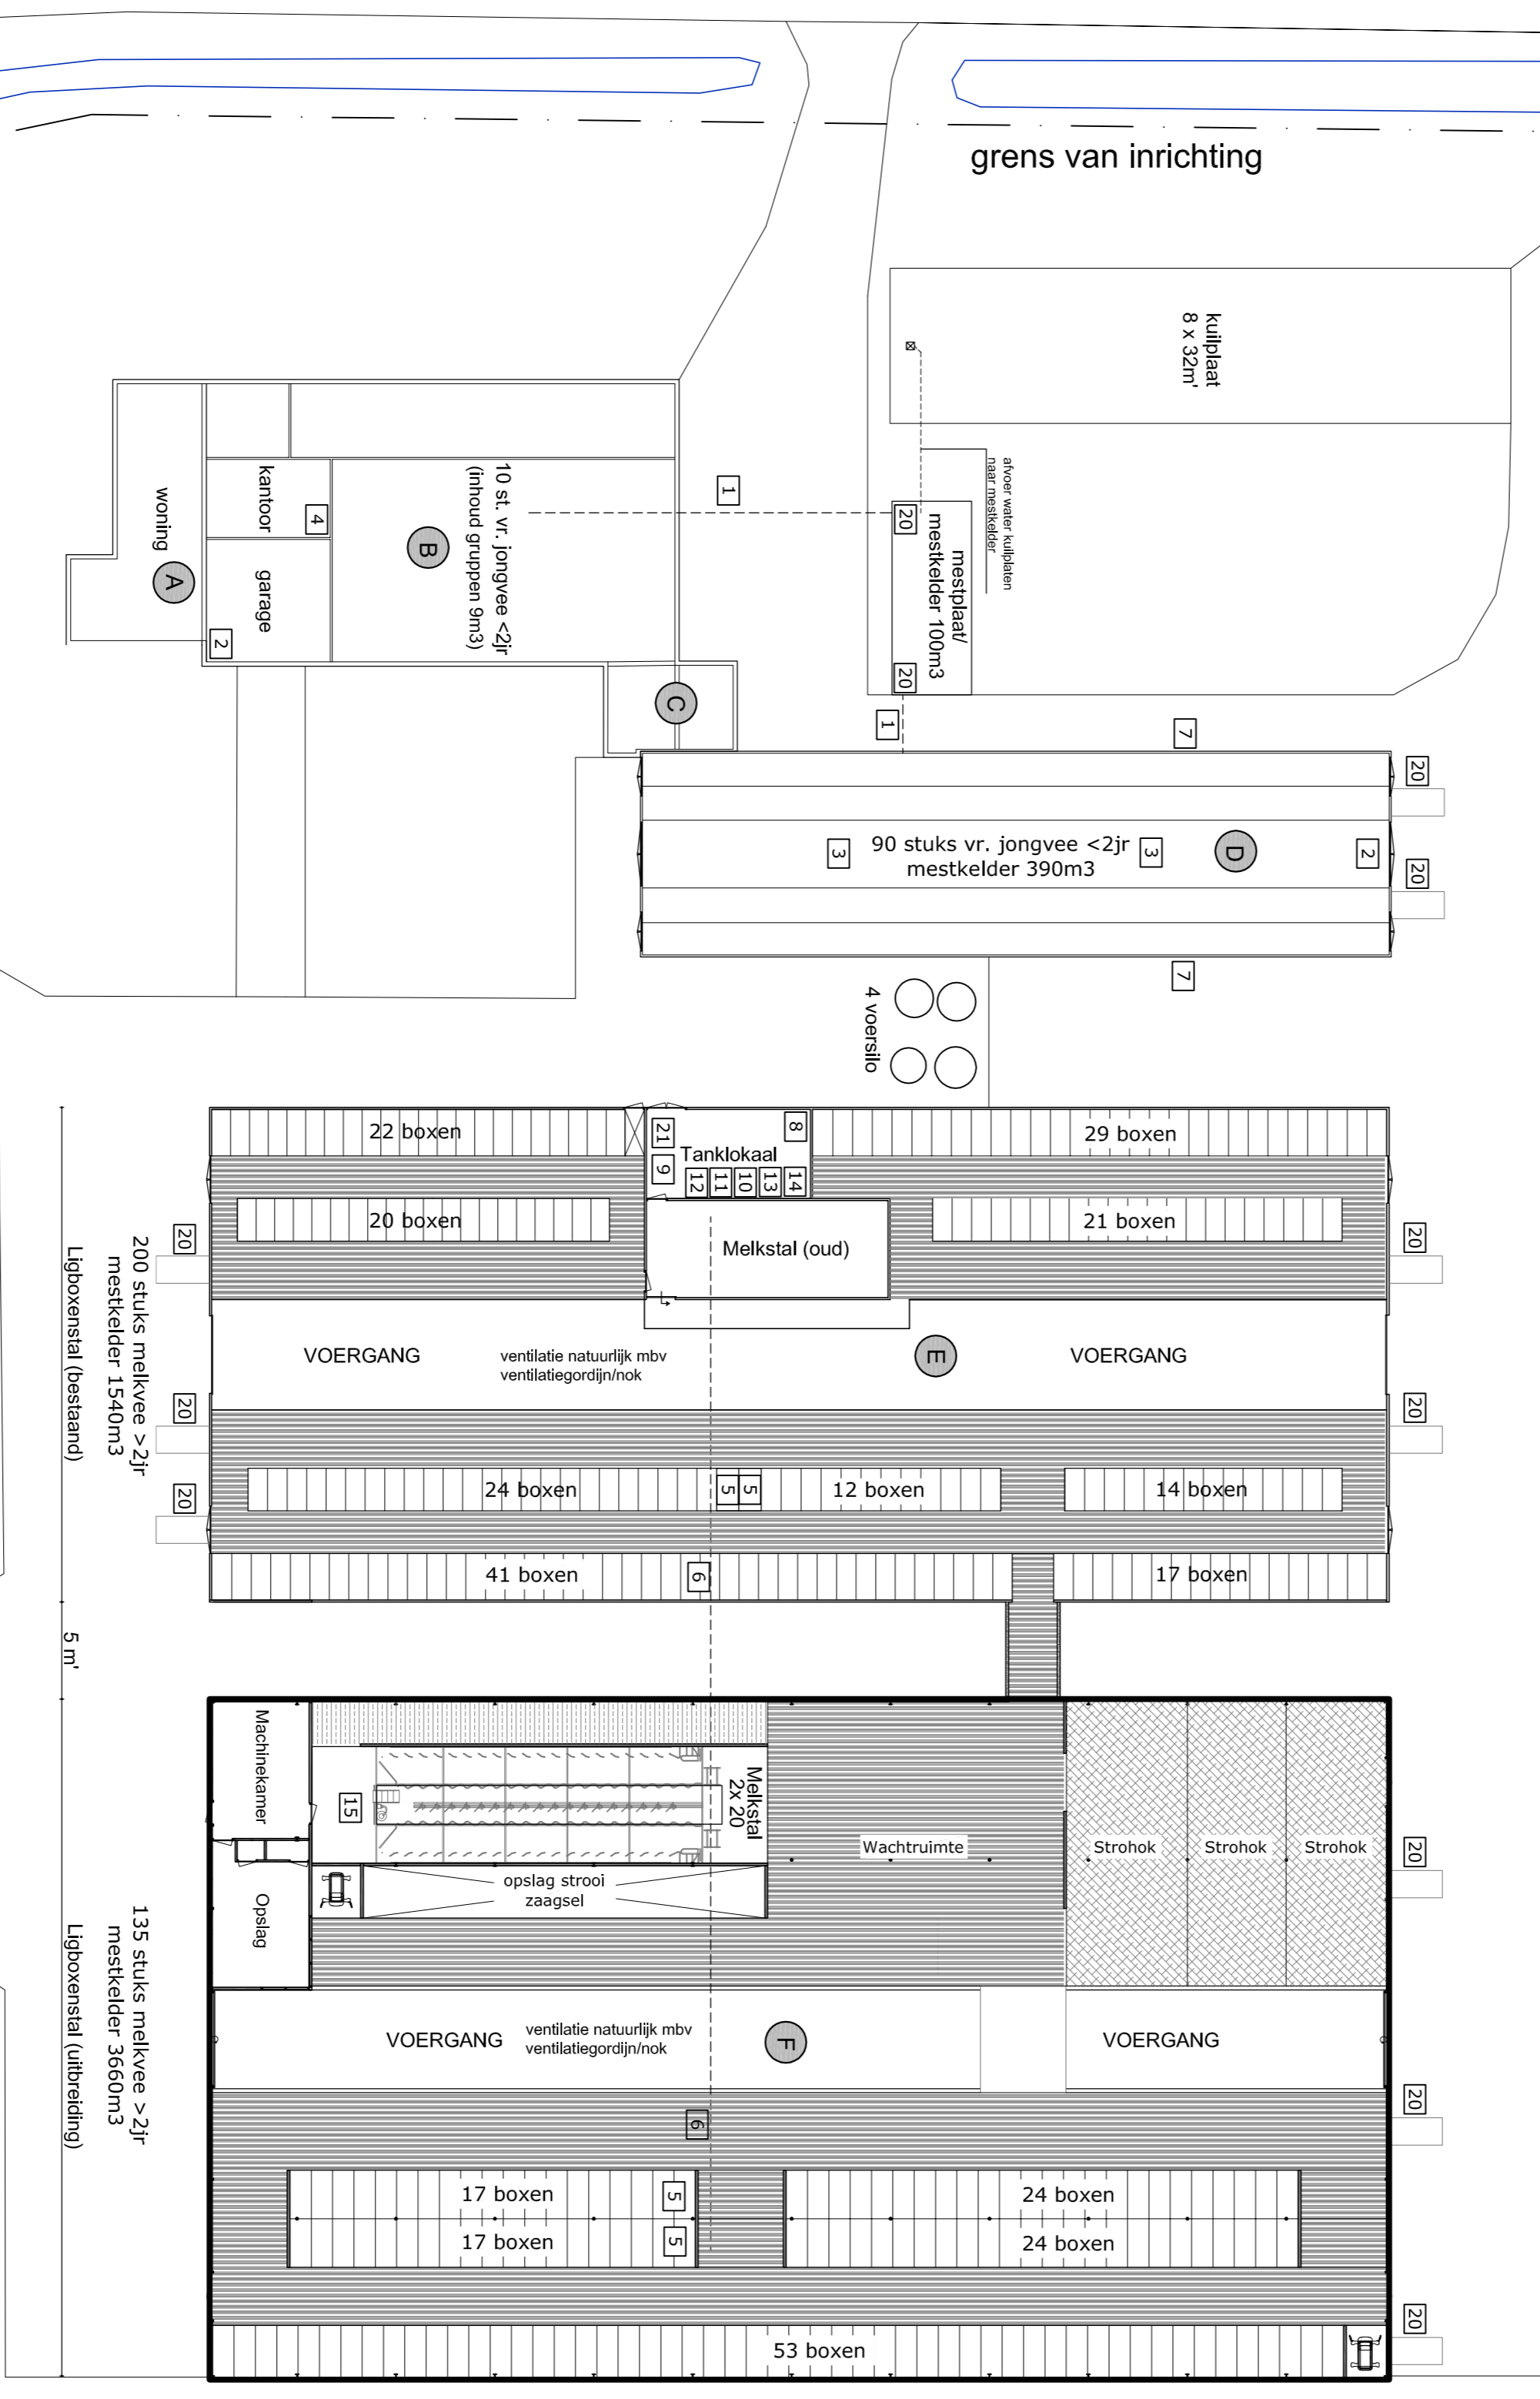 grens van inrichting
kuilplaat
8 x 32m'
afvoer water kuilplaten
naar mestkelder
mestplaat/
mestkelder 100m3
20
20
1
1
10 st. vr. jongvee <2jr
(inhoud gruppen 9m3)
B
kantoor
4
garage
2
woning
A
C
7
20
90 stuks vr. jongvee <2jr
mestkelder 390m3
3
3
D
2
20
7
4 voersilo
22 boxen
21
9
8
Tanklokaal
12
11
10
13
14
29 boxen
20 boxen
Melkstal (oud)
21 boxen
20
20
VOERGANG
ventilatie natuurlijk mbv
ventilatiegordijn/nok
E
VOERGANG
20
20
24 boxen
5
5
12 boxen
14 boxen
20
41 boxen
6
17 boxen
200 stuks melkvee >2jr
mestkelder 1540m3
Ligboxenstal (bestaand)
5 m'
Machinekamer
15
Melkstal
2x 20
Wachtruimte
Strohok
Strohok
Strohok
20
opslag strooi
zaagsel
Opslag
VOERGANG
ventilatie natuurlijk mbv
ventilatiegordijn/nok
F
VOERGANG
20
6
17 boxen
5
24 boxen
17 boxen
5
24 boxen
20
53 boxen
135 stuks melkvee >2jr
mestkelder 3660m3
Ligboxenstal (uitbreiding)